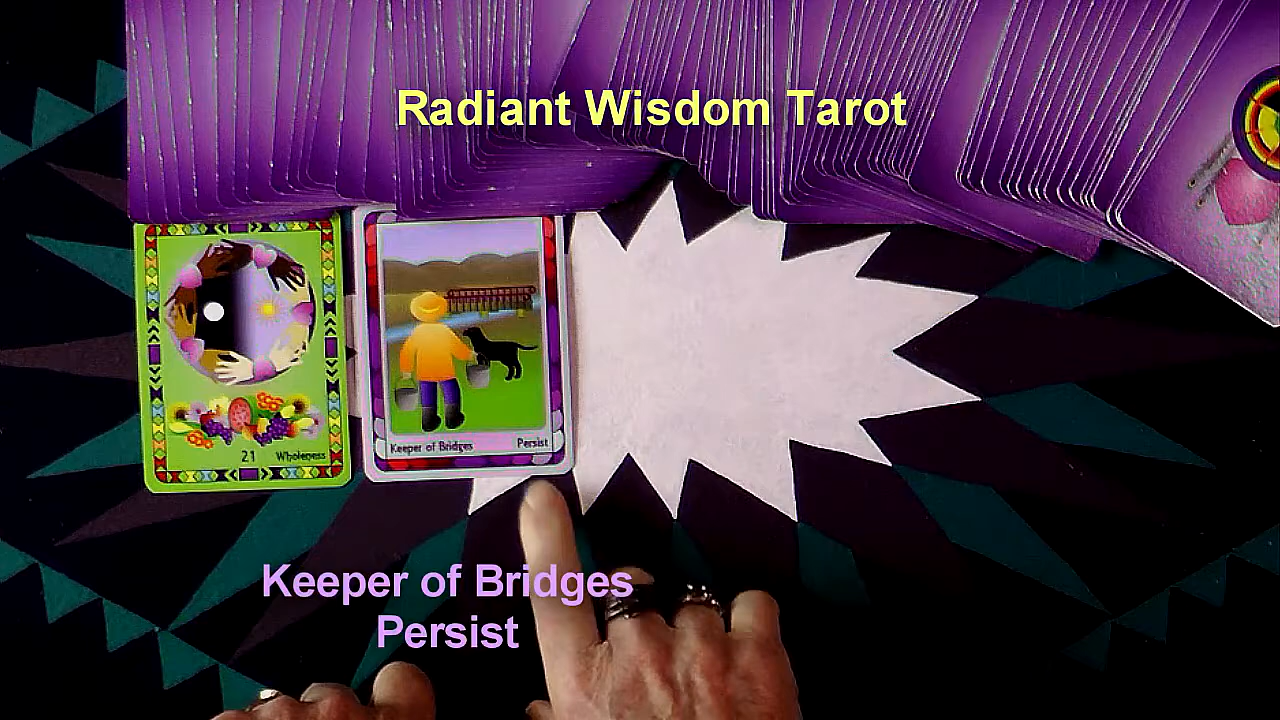 Radiant Wisdom Tarot
21 Wholeness
Keeper of Bridges Persist
Keeper of Bridges
Persist